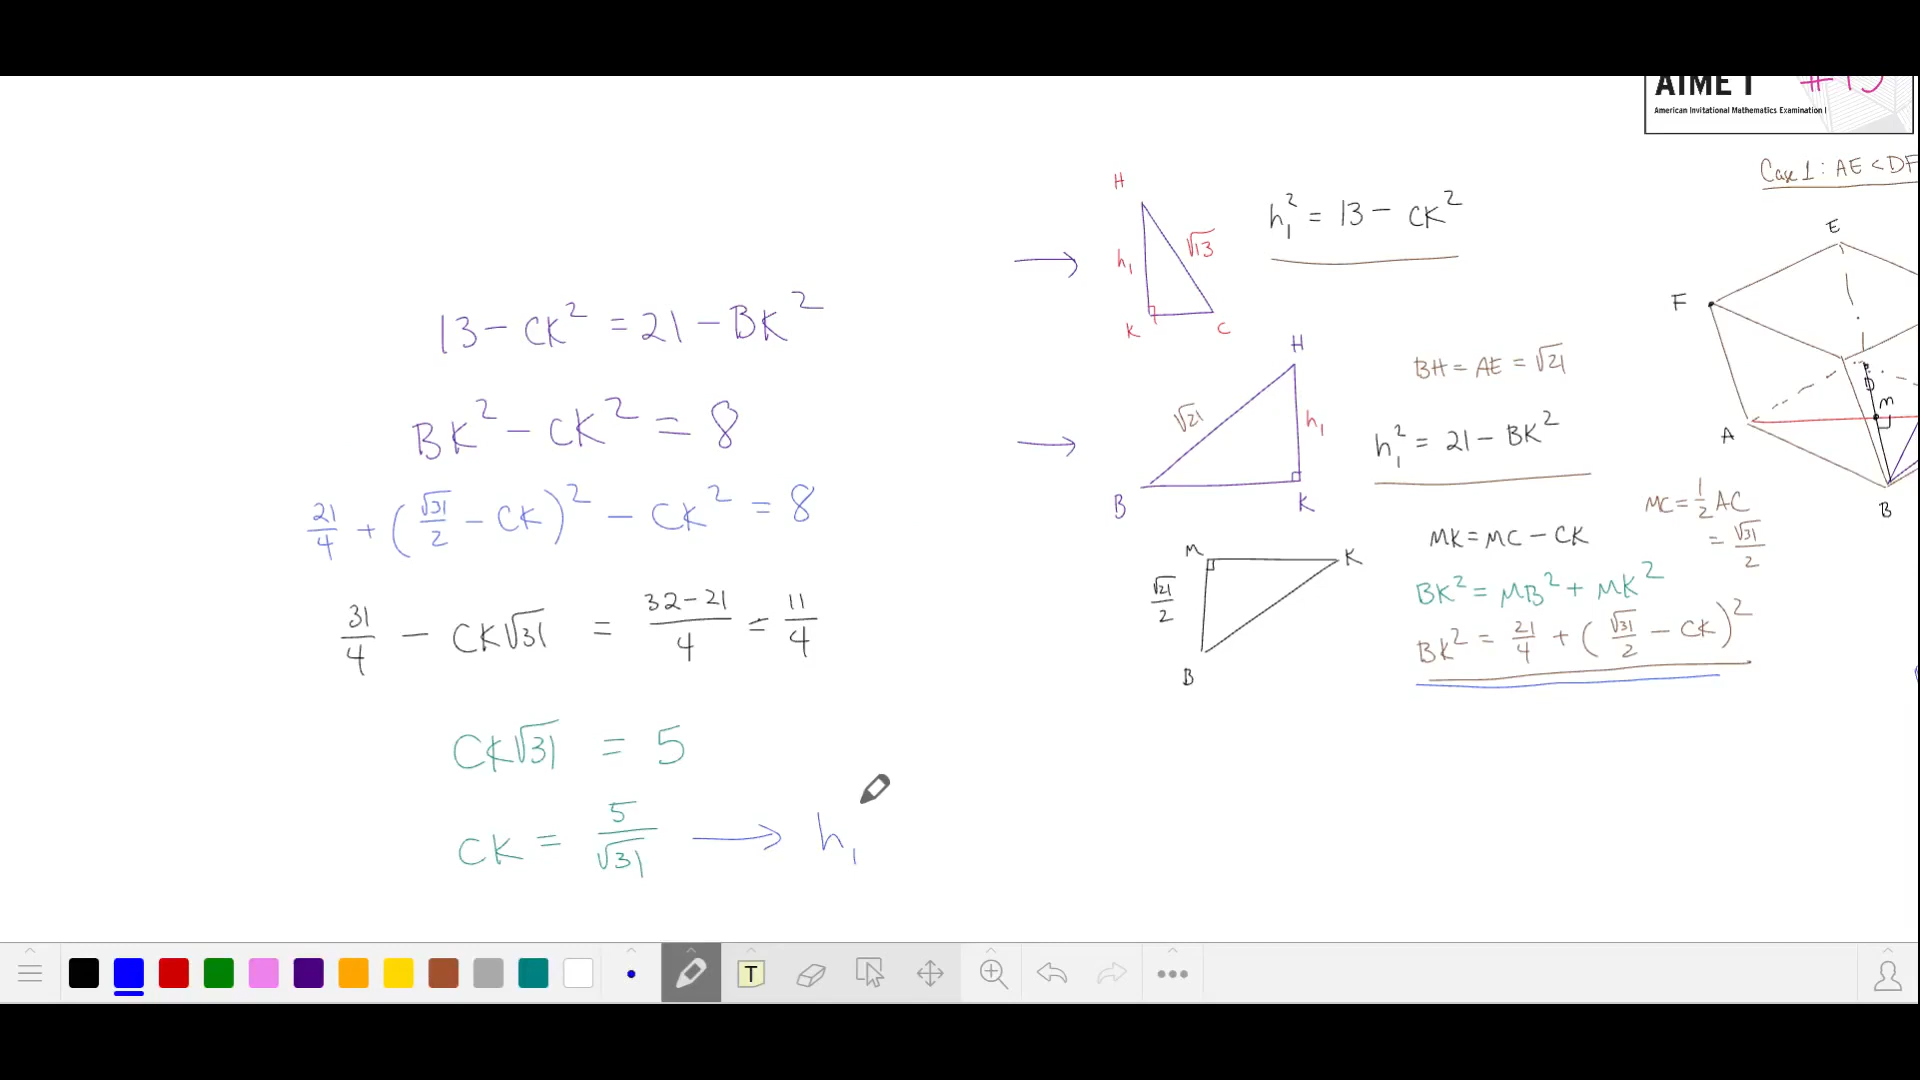 AIME I
American Invitational Mathematics Examination I
Case 1: AE < DF
H
h₁
√13
K
C
h₁² = 13 - CK²
E
F
A
D
M
B
13 - CK² = 21 - BK²
BK² - CK² = 8
21/4 + (√31/2 - CK)² - CK² = 8
31/4 - CK√31 = (32-21)/4 = 11/4
CK√31 = 5
CK = 5/√31 → h₁
H
√21
h₁
B
K
BH = AE = √21
h₁² = 21 - BK²
M
K
√21/2
B
MC = 1/2 AC
= √31/2
MK = MC - CK
BK² = MB² + MK²
BK² = 21/4 + (√31/2 - CK)²
T